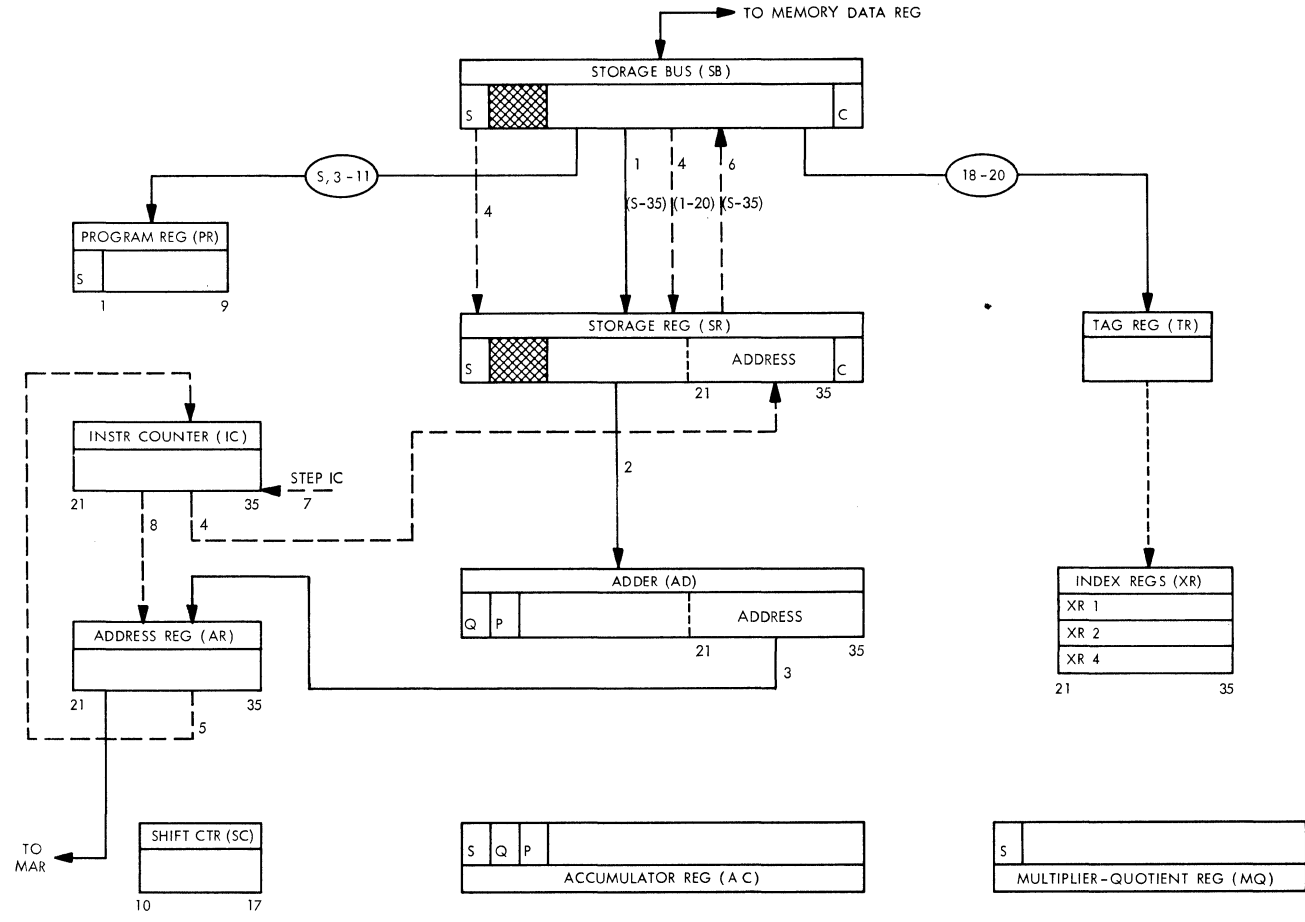 TO MEMORY DATA REG
STORAGE BUS (SB)
S
C
S, 3-11
1
4
6
18-20
4
(S-35)
(1-20)
(S-35)
PROGRAM REG (PR)
S
1
9
STORAGE REG (SR)
S
ADDRESS
C
21
35
TAG REG (TR)
INSTR COUNTER (IC)
21
35
STEP IC
7
8
4
2
ADDER (AD)
Q
P
ADDRESS
21
35
3
INDEX REGS (XR)
XR 1
XR 2
XR 4
21
35
ADDRESS REG (AR)
21
35
5
TO
MAR
SHIFT CTR (SC)
10
17
S
Q
P
ACCUMULATOR REG (AC)
S
MULTIPLIER-QUOTIENT REG (MQ)